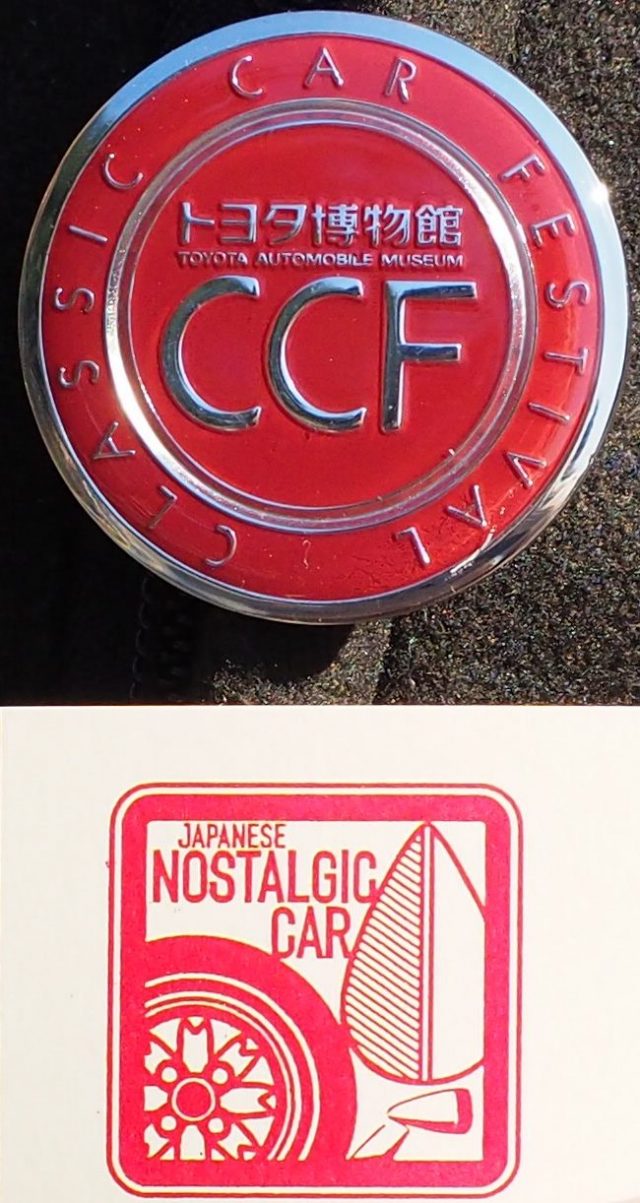 CLASSIC CAR FESTIVAL
トヨタ博物館
TOYOTA AUTOMOBILE MUSEUM
CCF
JAPANESE
NOSTALGIC
CAR